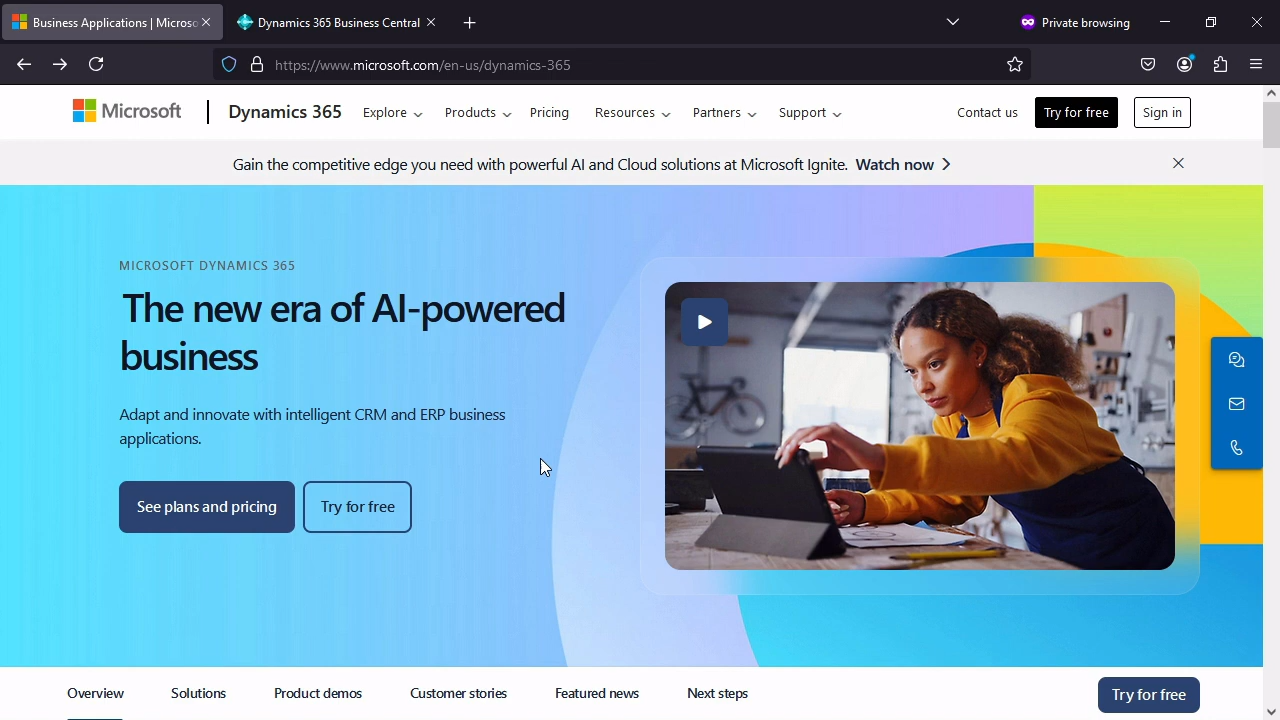 Business Applications | Microso
Dynamics 365 Business Central
Private browsing
https://www.microsoft.com/en-us/dynamics-365
Microsoft
Dynamics 365
Explore
Products
Pricing
Resources
Partners
Support
Contact us
Try for free
Sign in
Gain the competitive edge you need with powerful AI and Cloud solutions at Microsoft Ignite. Watch now
MICROSOFT DYNAMICS 365
The new era of AI-powered
business
Adapt and innovate with intelligent CRM and ERP business
applications.
See plans and pricing
Try for free
Overview
Solutions
Product demos
Customer stories
Featured news
Next steps
Try for free